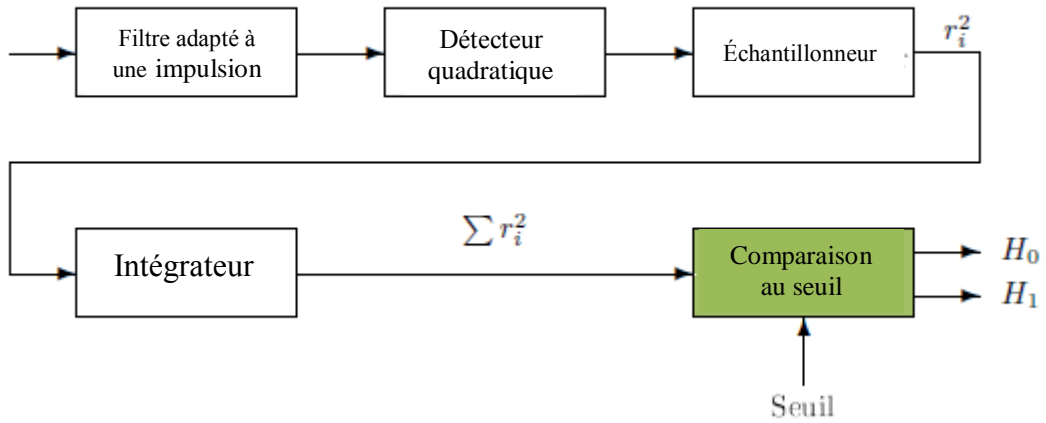 Filtre adapté à
une impulsion
Détecteur
quadratique
Échantillonneur
r_i^2
Intégrateur
∑ r_i^2
Comparaison
au seuil
H_0
H_1
Seuil